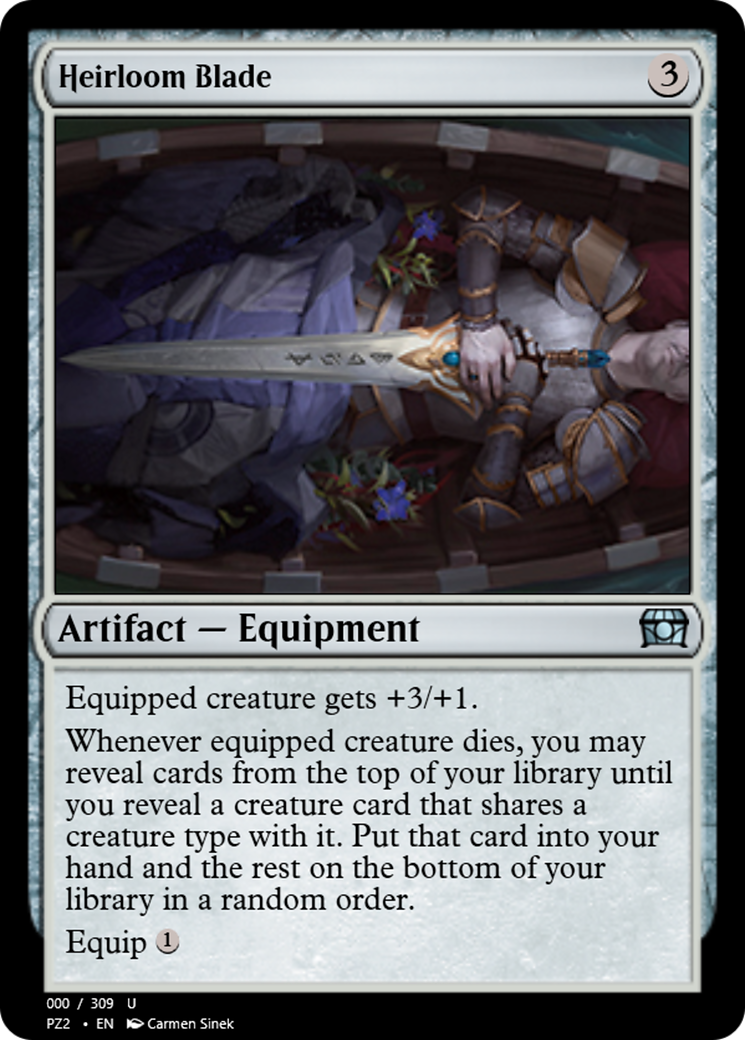 Heirloom Blade 3
Artifact — Equipment
Equipped creature gets +3/+1.
Whenever equipped creature dies, you may
reveal cards from the top of your library until
you reveal a creature card that shares a
creature type with it. Put that card into your
hand and the rest on the bottom of your
library in a random order.
Equip 1
000 / 309 U
PZ2 • EN Carmen Sinek